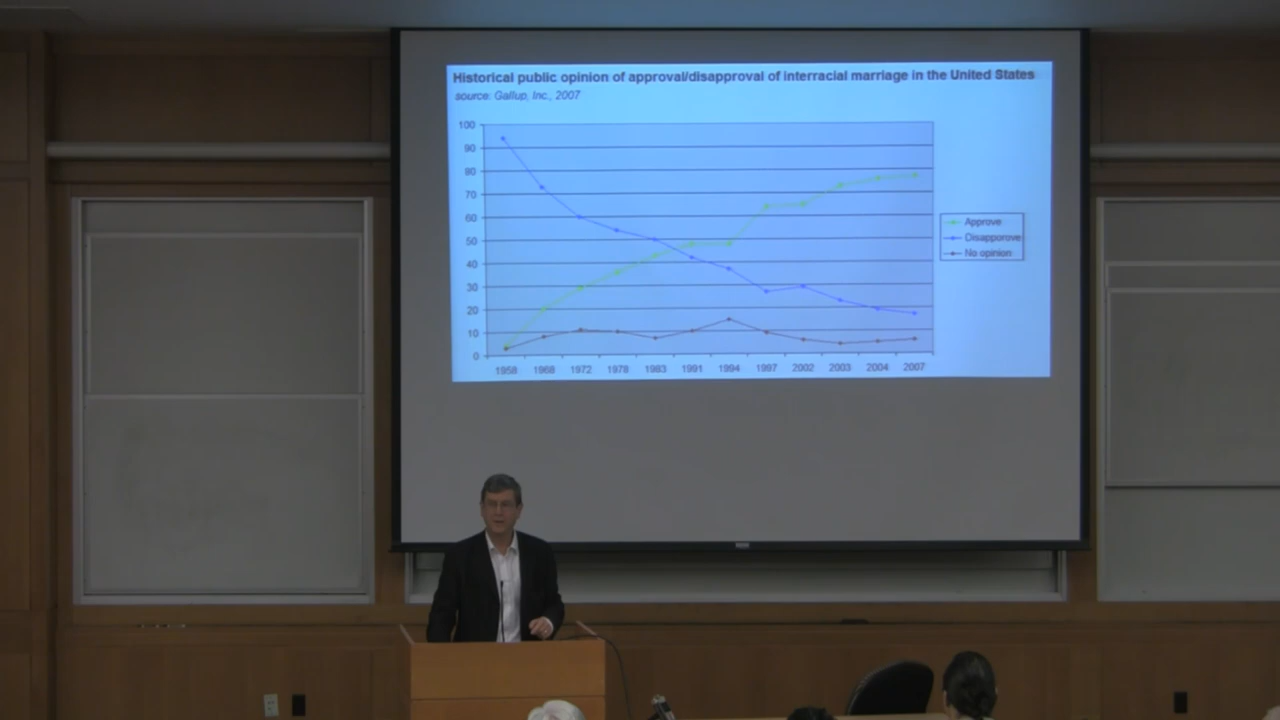 Historical public opinion of approval/disapproval of interracial marriage in the United States
source: Gallup, Inc., 2007
100
90
80
70
60
50
40
30
20
10
0
1958 1968 1972 1978 1983 1991 1994 1997 2002 2003 2004 2007
Approve
Disapporove
No opinion